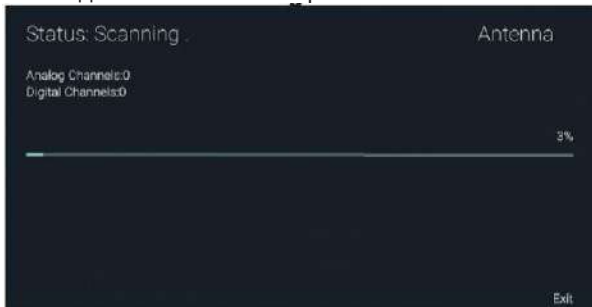 Status: Scanning .
Antenna
Analog Channels:0
Digital Channels:0
3%
Exit